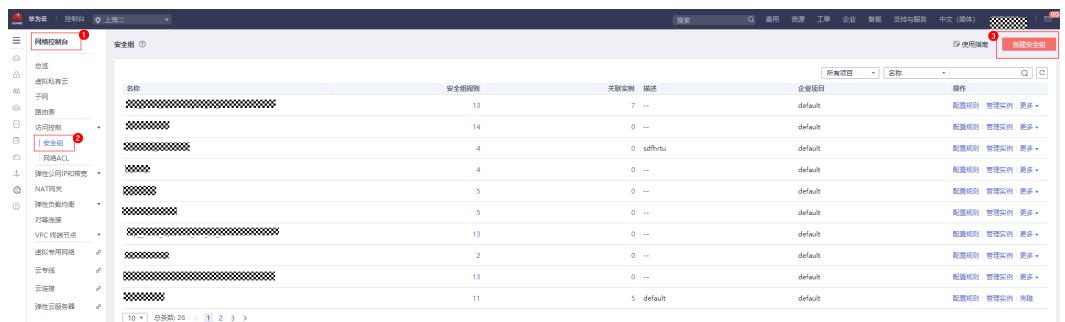 华为云 控制台 上海二 搜索 费用 资源 工单 企业 备案 支持与服务 中文 (简体) 99
网络控制台 1 安全组 使用指南 3 创建安全组
总览
虚拟私有云
子网
路由表
访问控制
安全组 2
网络ACL
弹性公网IP和带宽
NAT网关
弹性负载均衡
对等连接
VPC 终端节点
虚拟专用网络
云专线
云连接
弹性云服务器
所有项目 名称
名称 安全组规则 关联实例 描述 企业项目 操作
13 7 -- default 配置规则 管理实例 更多
14 0 -- default 配置规则 管理实例 更多
4 0 sdfhrtu default 配置规则 管理实例 更多
4 0 -- default 配置规则 管理实例 更多
5 0 -- default 配置规则 管理实例 更多
5 0 -- default 配置规则 管理实例 更多
13 0 -- default 配置规则 管理实例 更多
2 0 -- default 配置规则 管理实例 更多
13 0 -- default 配置规则 管理实例 更多
11 5 default default 配置规则 管理实例 克隆
10 总条数: 26 < 1 2 3 >